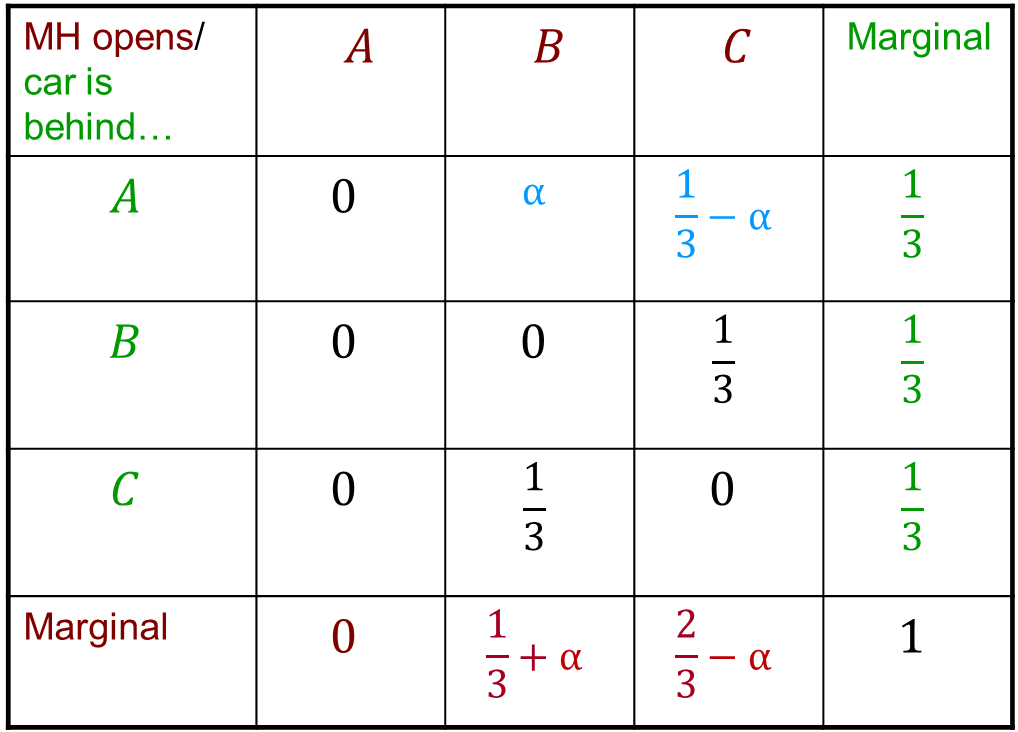 MH opens/ A B C Marginal
car is
behind…
A 0 α 1/3 − α 1/3
B 0 0 1/3 1/3
C 0 1/3 0 1/3
Marginal 0 1/3 + α 2/3 − α 1